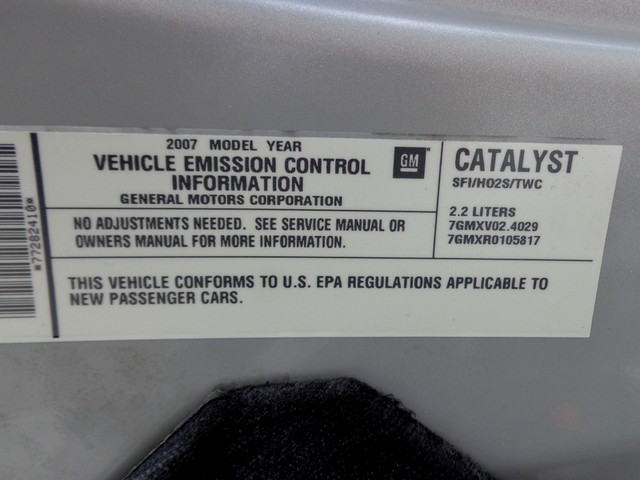 *77282410*
2007 MODEL YEAR
VEHICLE EMISSION CONTROL
INFORMATION
GENERAL MOTORS CORPORATION
GM
NO ADJUSTMENTS NEEDED. SEE SERVICE MANUAL OR
OWNERS MANUAL FOR MORE INFORMATION.
CATALYST
SFI/HO2S/TWC
2.2 LITERS
7GMXV02.4029
7GMXR0105817
THIS VEHICLE CONFORMS TO U.S. EPA REGULATIONS APPLICABLE TO
NEW PASSENGER CARS.